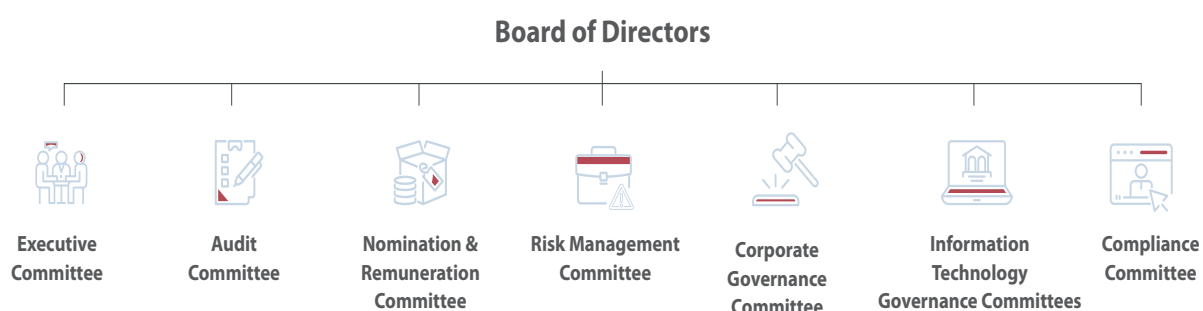 Board of Directors
Executive
Committee
Audit
Committee
Nomination &
Remuneration
Committee
Risk Management
Committee
Corporate
Governance
Committee
Information
Technology
Governance Committees
Compliance
Committee